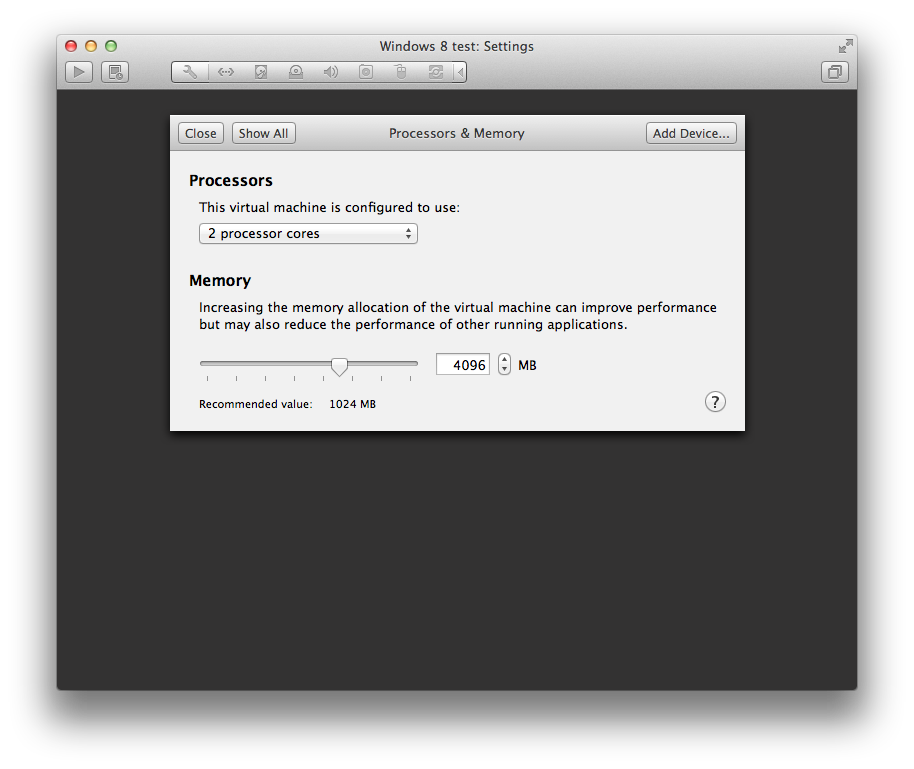 Windows 8 test: Settings
Close
Show All
Processors & Memory
Add Device...
Processors
This virtual machine is configured to use:
2 processor cores
Memory
Increasing the memory allocation of the virtual machine can improve performance
but may also reduce the performance of other running applications.
4096 MB
Recommended value: 1024 MB
?